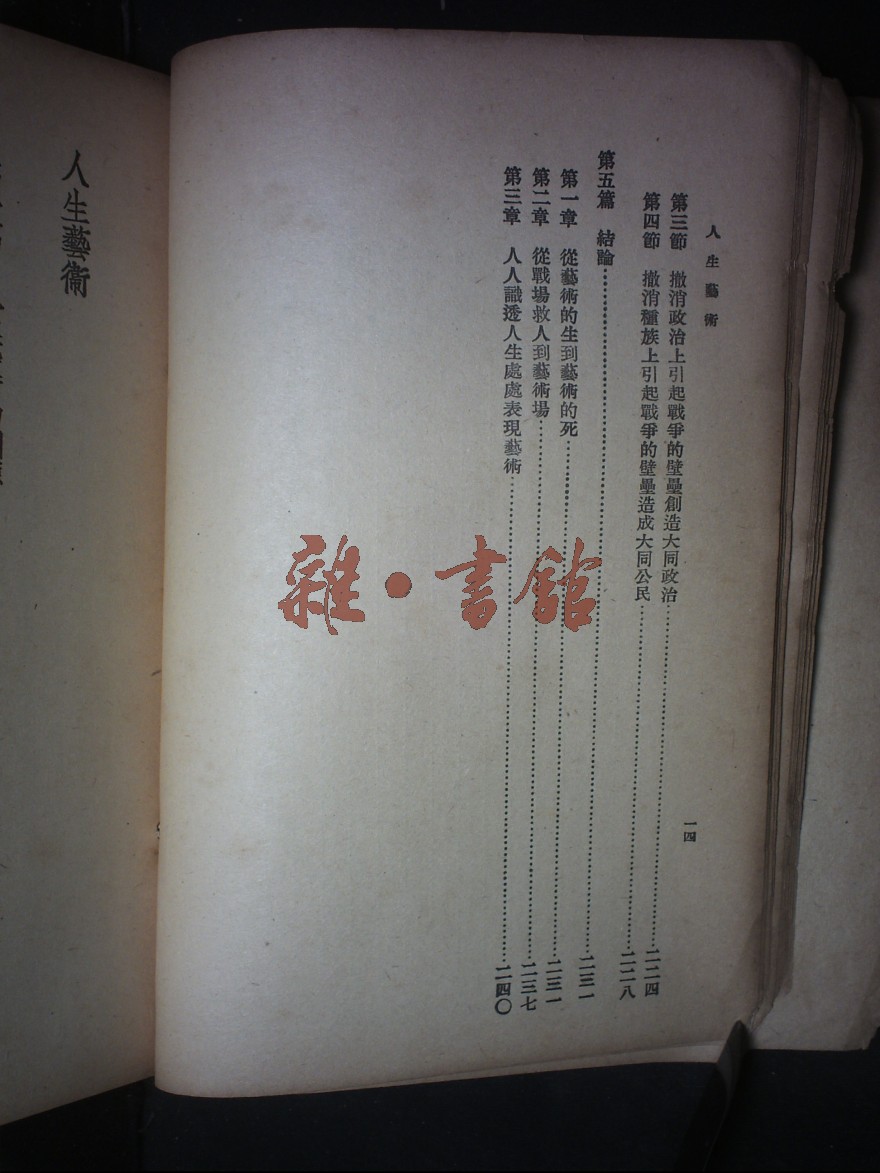 人生藝術
一四
第三節 撤消政治上引起戰爭的壁壘創造大同政治……二二四
第四節 撤消種族上引起戰爭的壁壘造成大同公民……二二八
第五篇 結論……二三一
第一章 從藝術的生到藝術的死……二三一
第二章 從戰場救人到藝術場……二三七
第三章 人人識透人生處處表現藝術……二四〇
雜·書館
人生藝術